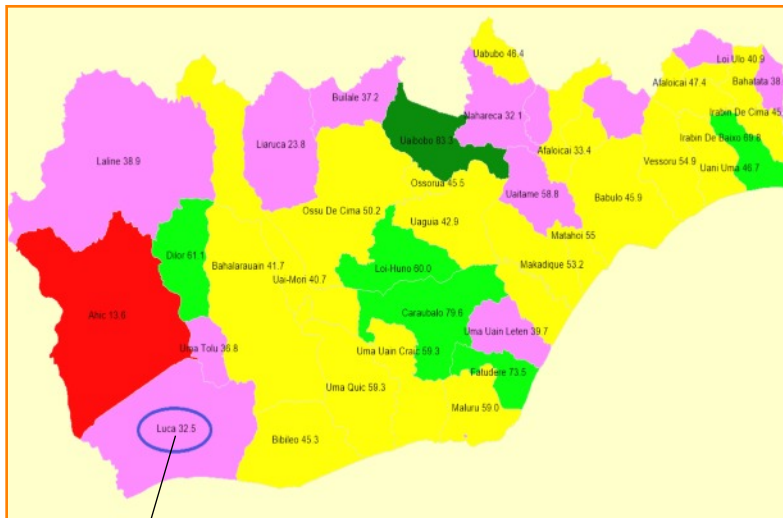 Uabubo 46.4
Loi Ulo 40.9
Afaloicai 47.4
Bahatata 38.
Builale 37.2
Nahareca 32.1
Irabin De Cima 45.
Uaibobo 83.3
Irabin De Baixo 69.8
Liaruca 23.8
Afaloicai 33.4
Laline 38.9
Vessoru 54.9
Uani Uma 46.7
Ossorua 45.5
Uaitame 58.8
Babulo 45.9
Ossu De Cima 50.2
Uaguia 42.9
Matahoi 55
Dilor 61.1
Bahalarauain 41.7
Loi-Huno 60.0
Makadique 53.2
Uai-Mori 40.7
Ahic 13.6
Caraubalo 79.6
Uma Uain Leten 39.7
Uma Tolu 36.8
Uma Uain Craic 59.3
Fatudere 73.5
Uma Quic 59.3
Maluru 59.0
Luca 32.5
Bibileo 45.3